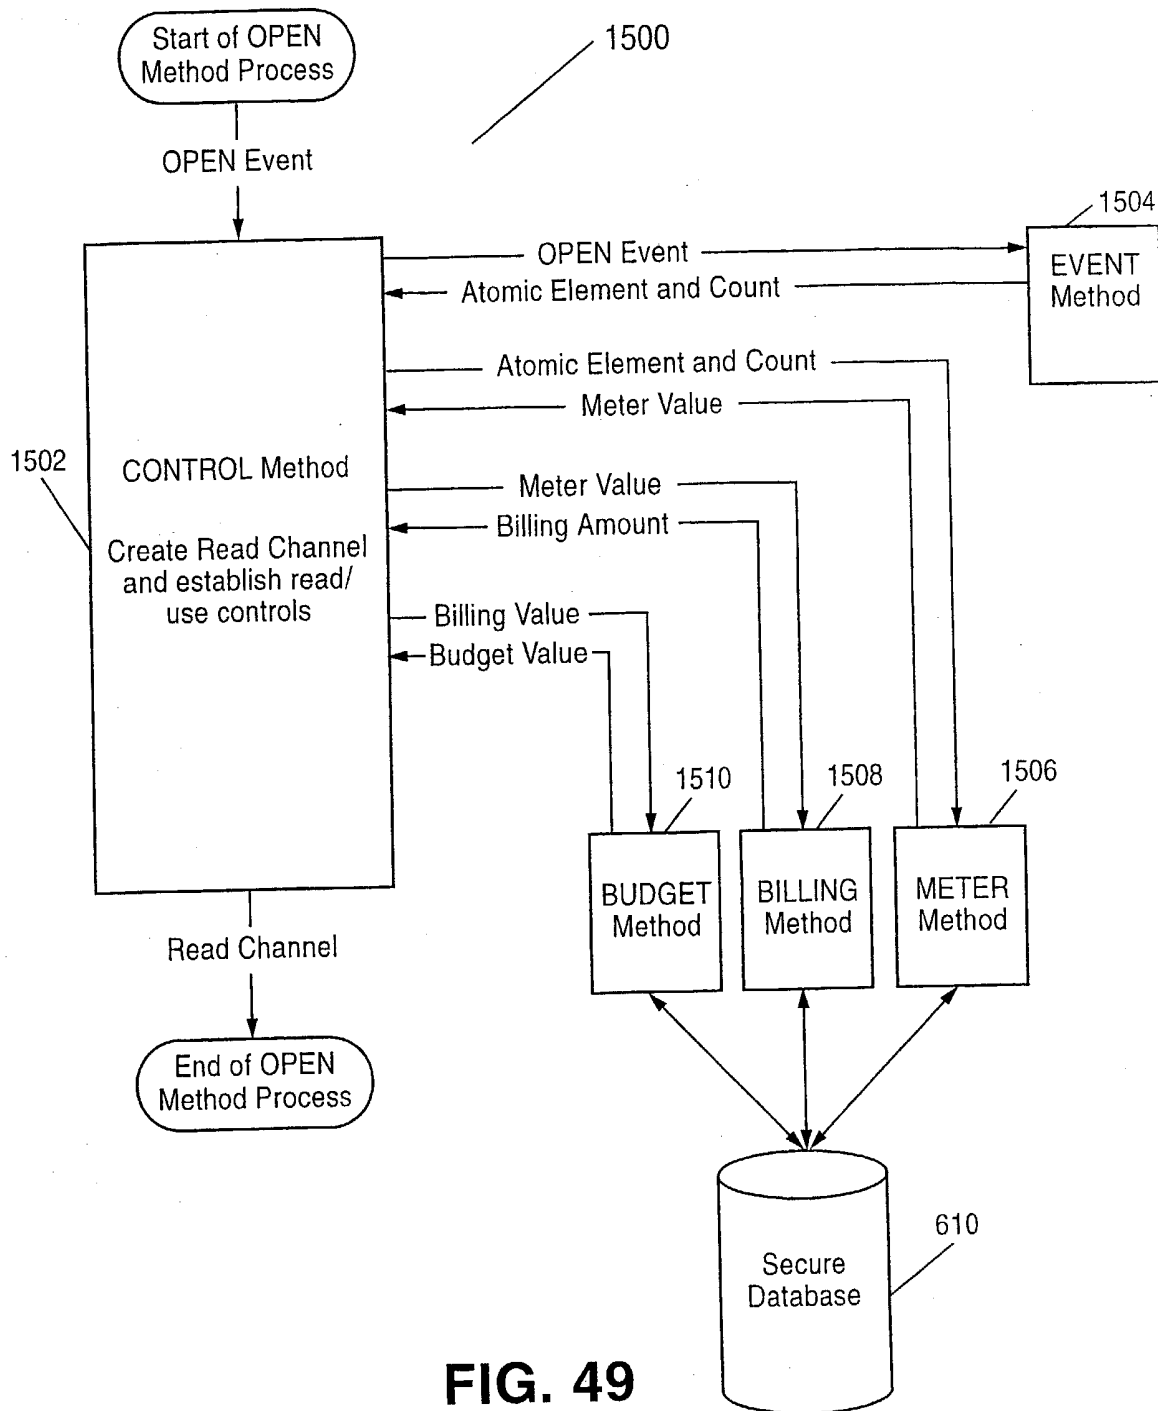 Start of OPEN
Method Process
1500
OPEN Event
1504
OPEN Event
EVENT
Method
Atomic Element and Count
Atomic Element and Count
Meter Value
1502
CONTROL Method
Create Read Channel
and establish read/
use controls
Meter Value
Billing Amount
Billing Value
Budget Value
1510
1508
1506
BUDGET
Method
BILLING
Method
METER
Method
Read Channel
End of OPEN
Method Process
610
Secure
Database
FIG. 49